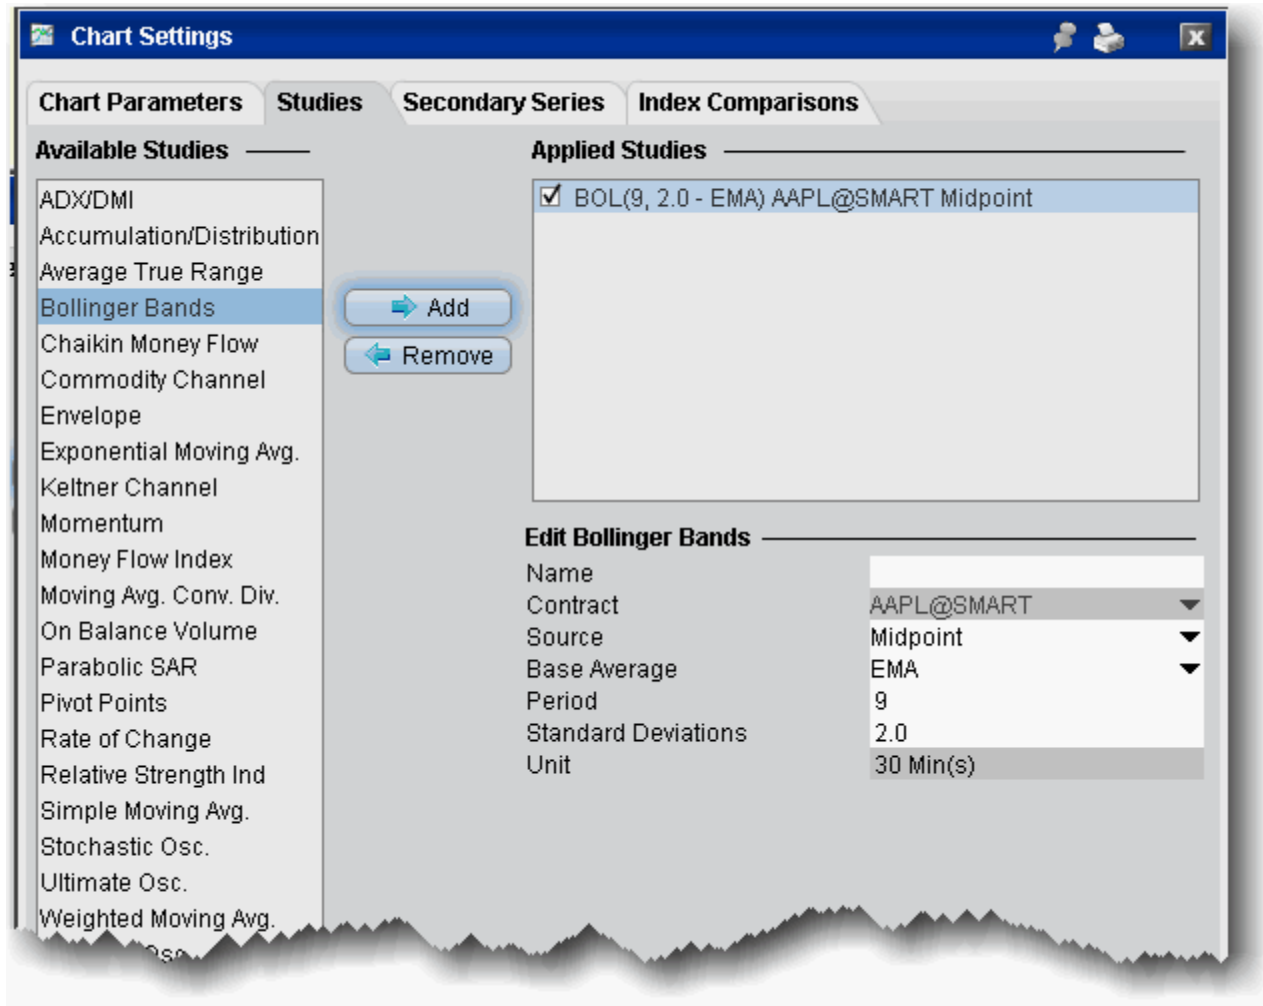 Chart Settings
Chart Parameters Studies Secondary Series Index Comparisons
Available Studies
ADX/DMI
Accumulation/Distribution
Average True Range
Bollinger Bands
Chaikin Money Flow
Commodity Channel
Envelope
Exponential Moving Avg.
Keltner Channel
Momentum
Money Flow Index
Moving Avg. Conv. Div.
On Balance Volume
Parabolic SAR
Pivot Points
Rate of Change
Relative Strength Ind
Simple Moving Avg.
Stochastic Osc.
Ultimate Osc.
Weighted Moving Avg.
Add
Remove
Applied Studies
BOL(9, 2.0 - EMA) AAPL@SMART Midpoint
Edit Bollinger Bands
Name
Contract AAPL@SMART
Source Midpoint
Base Average EMA
Period 9
Standard Deviations 2.0
Unit 30 Min(s)